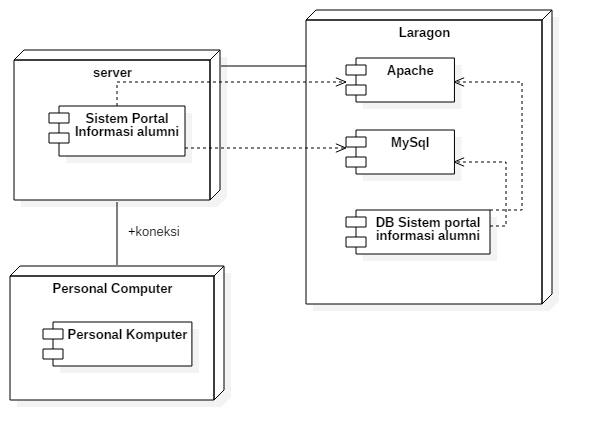 server
Sistem Portal
Informasi alumni
+koneksi
Personal Computer
Personal Komputer
Laragon
Apache
MySql
DB Sistem portal
informasi alumni